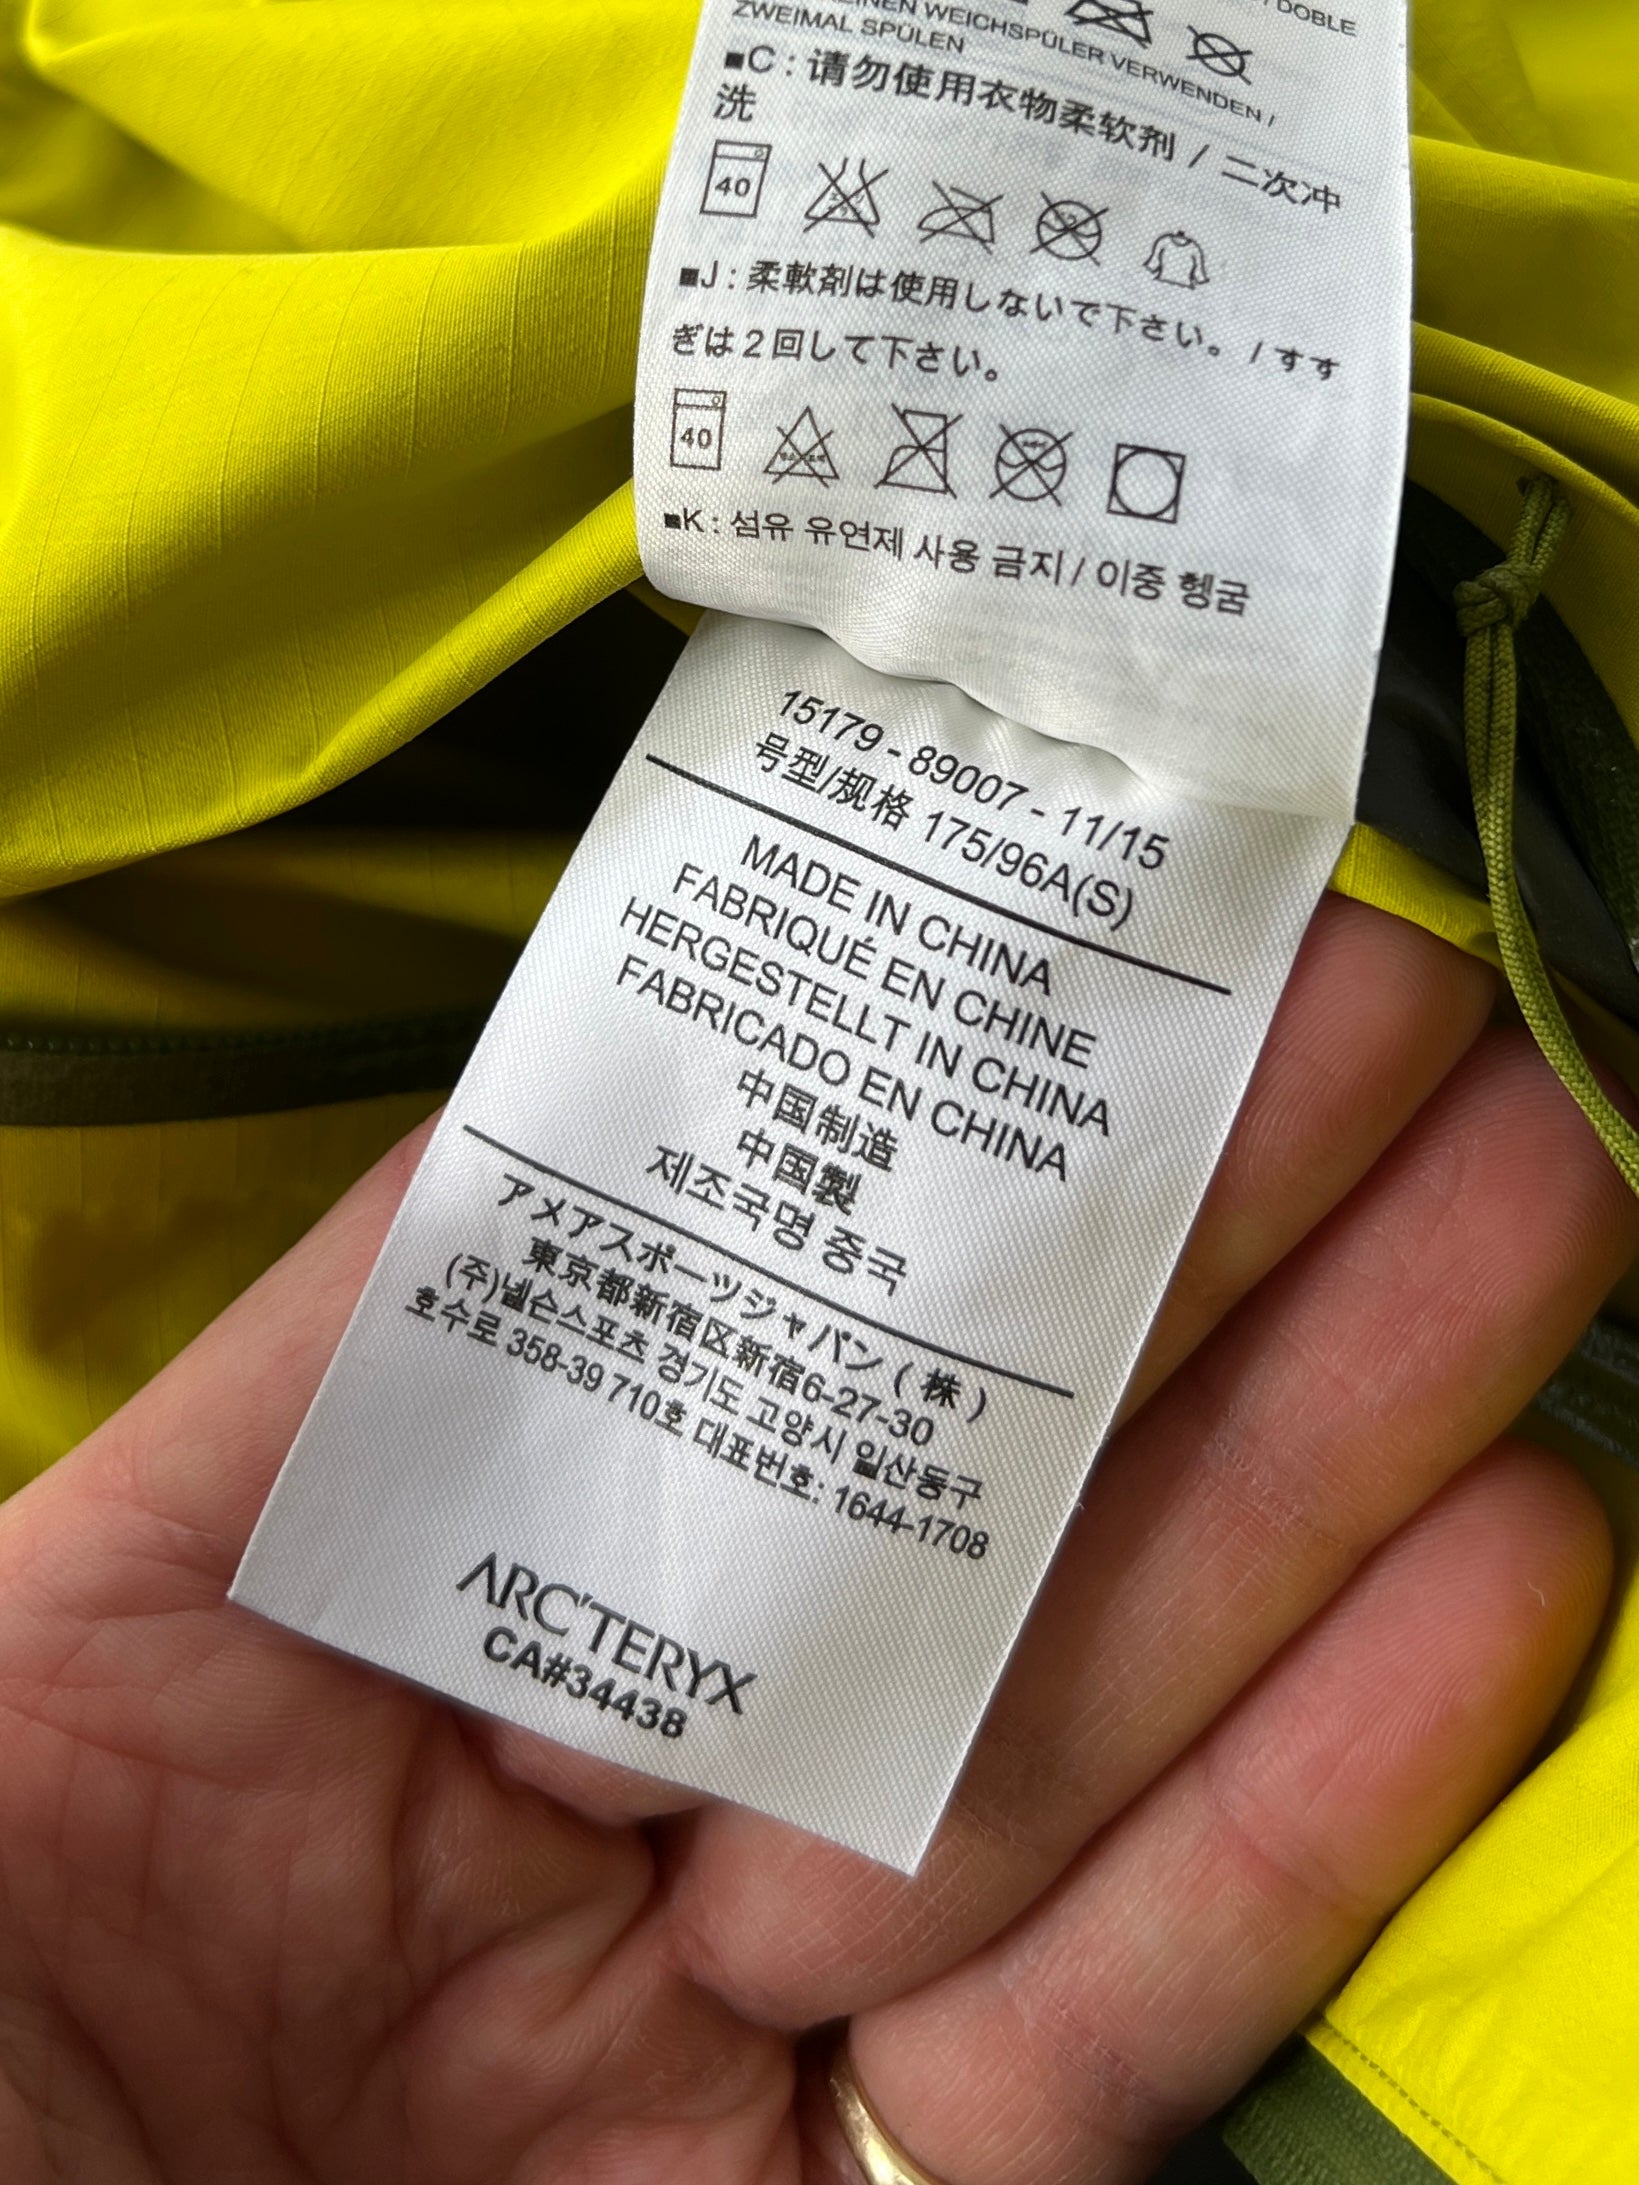 / DOBLE
EINEN WEICHSPÜLER VERWENDEN /
ZWEIMAL SPÜLEN
■C : 请勿使用衣物柔软剂 / 二次冲
洗
40
■J : 柔軟剤は使用しないで下さい。 / すす
ぎは2回して下さい。
40
■K : 섬유 유연제 사용 금지 / 이중 헹굼
15179 - 89007 - 11/15
号型/规格 175/96A(S)
MADE IN CHINA
FABRIQUÉ EN CHINE
HERGESTELLT IN CHINA
FABRICADO EN CHINA
中国制造
中国製
제조국명 중국
アメアスポーツジャパン ( 株 )
東京都新宿区新宿6-27-30
(주)넬슨스포츠 경기도 고양시 일산동구
호수로 358-39 710호 대표번호: 1644-1708
ARC'TERYX
CA#34438